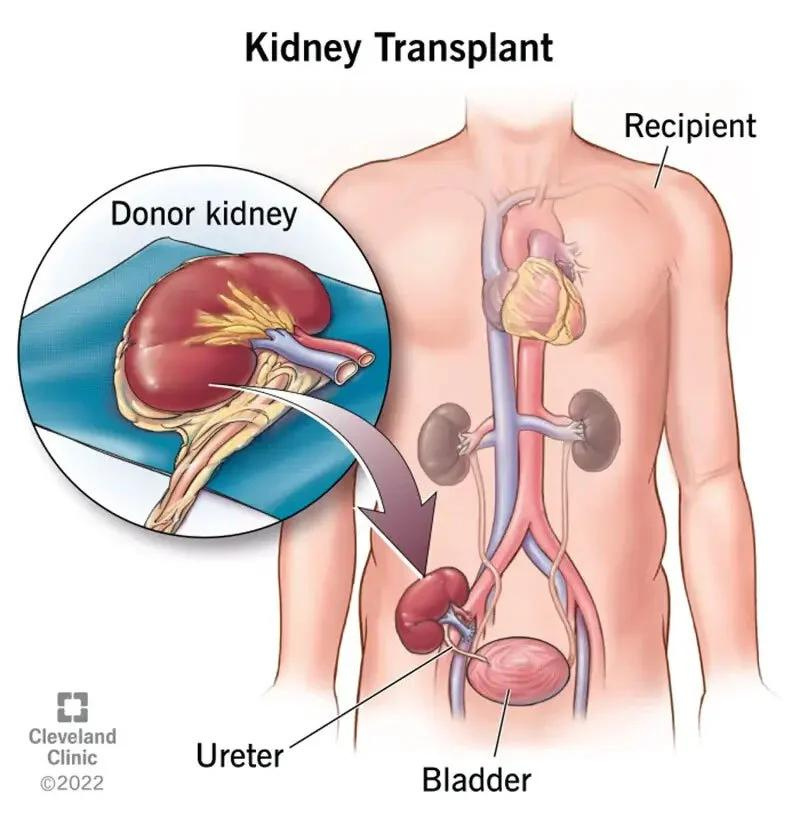 Kidney Transplant
Recipient
Donor kidney
Ureter
Bladder
Cleveland
Clinic
©2022